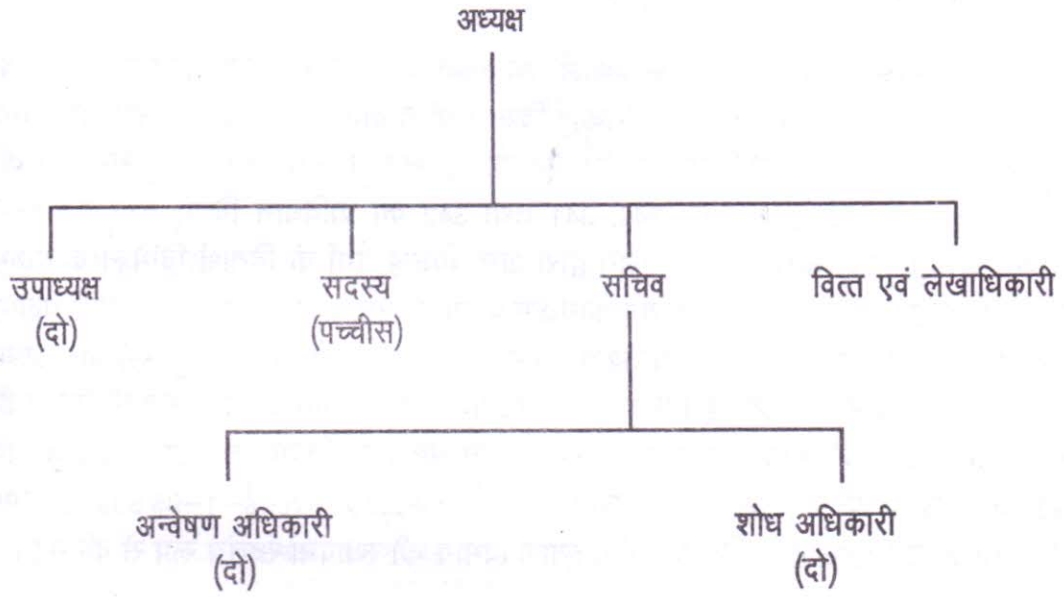 अध्यक्ष
उपाध्यक्ष
(दो)
सदस्य
(पच्चीस)
सचिव
वित्त एवं लेखाधिकारी
अन्वेषण अधिकारी
(दो)
शोध अधिकारी
(दो)